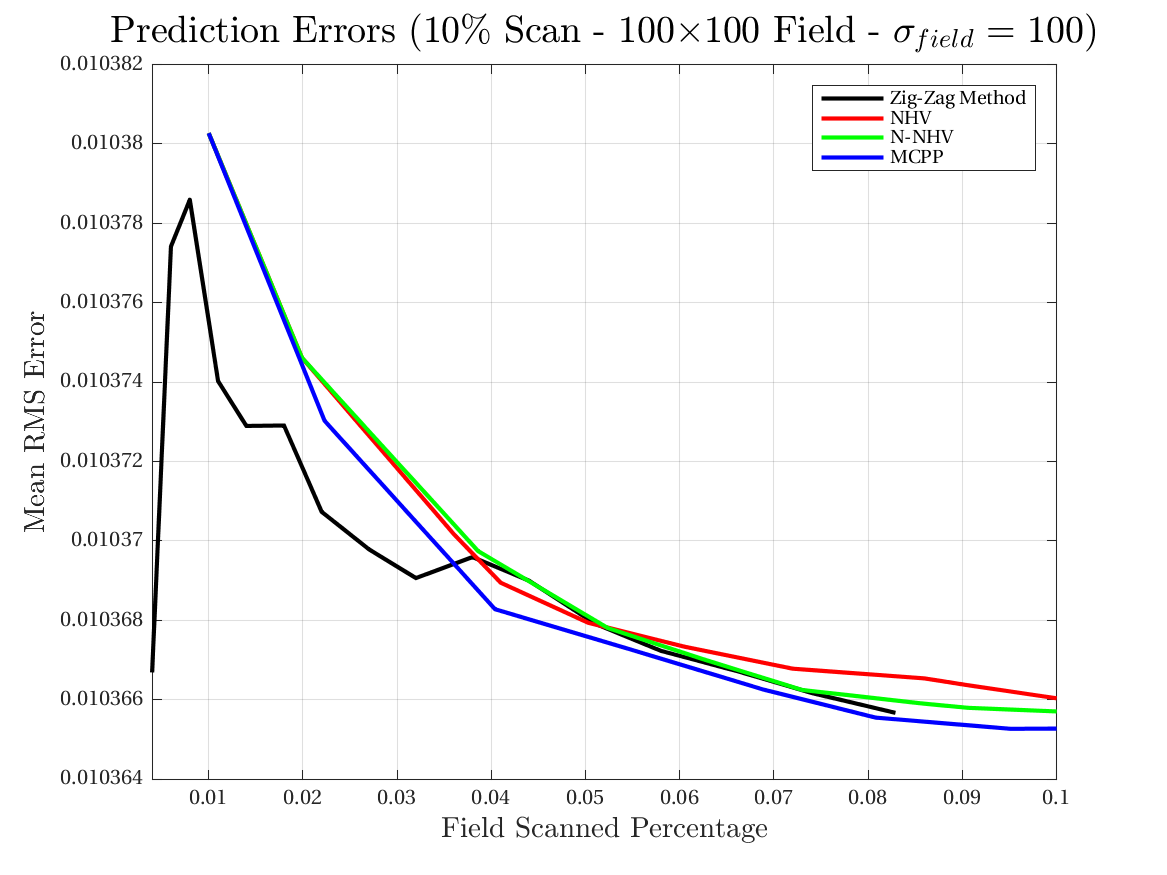 Prediction Errors (10% Scan - 100×100 Field - σ_field = 100)
0.010382
0.01038
0.010378
0.010376
0.010374
0.010372
0.01037
0.010368
0.010366
0.010364
Mean RMS Error
Zig-Zag Method
NHV
N-NHV
MCPP
0.01 0.02 0.03 0.04 0.05 0.06 0.07 0.08 0.09 0.1
Field Scanned Percentage